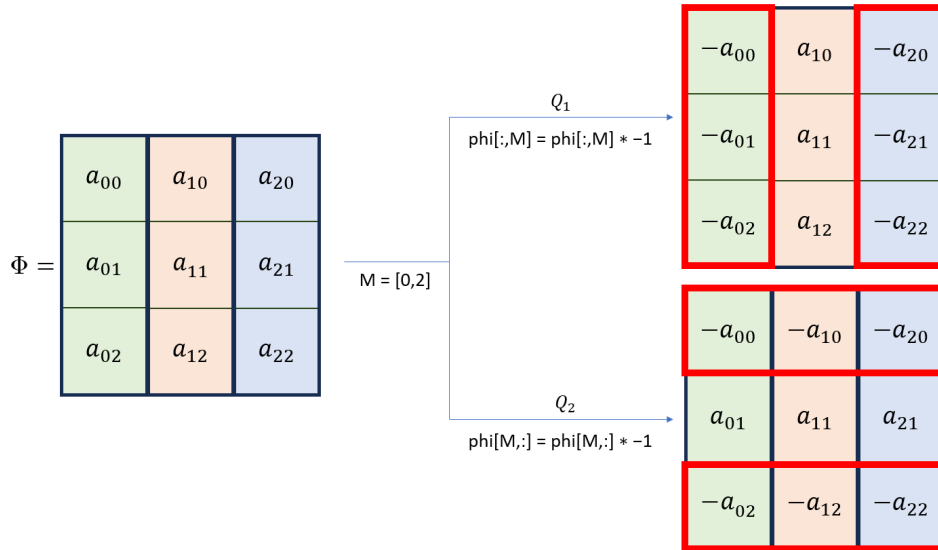 Φ =
a₀₀ a₁₀ a₂₀
a₀₁ a₁₁ a₂₁
a₀₂ a₁₂ a₂₂
M = [0,2]
Q₁
phi[:,M] = phi[:,M] ∗ −1
−a₀₀ a₁₀ −a₂₀
−a₀₁ a₁₁ −a₂₁
−a₀₂ a₁₂ −a₂₂
Q₂
phi[M,:] = phi[M,:] ∗ −1
−a₀₀ −a₁₀ −a₂₀
a₀₁ a₁₁ a₂₁
−a₀₂ −a₁₂ −a₂₂